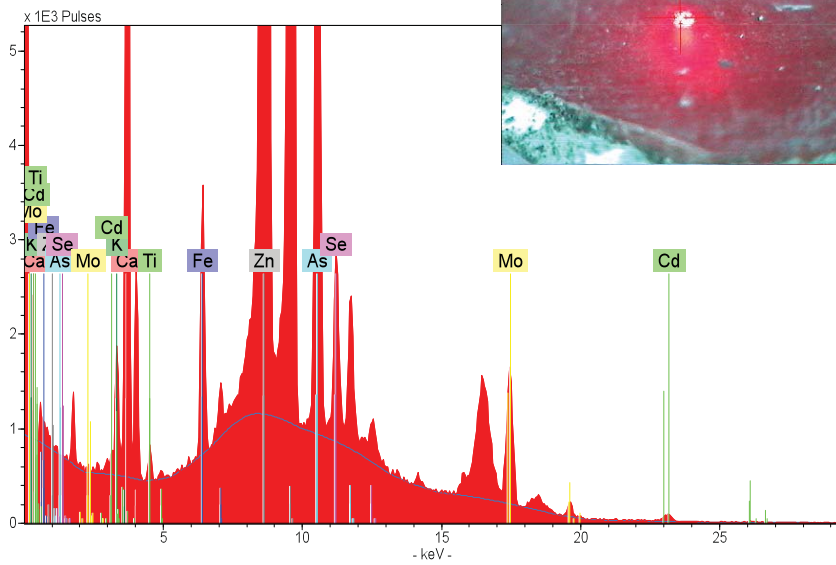 x 1E3 Pulses
5
4
Ti
Cd
Mo
3
Fe Cd
K Z Se K Se
Ca As Mo Ca Ti Fe Zn As Mo Cd
2
1
0
5 10 15 20 25
- keV -